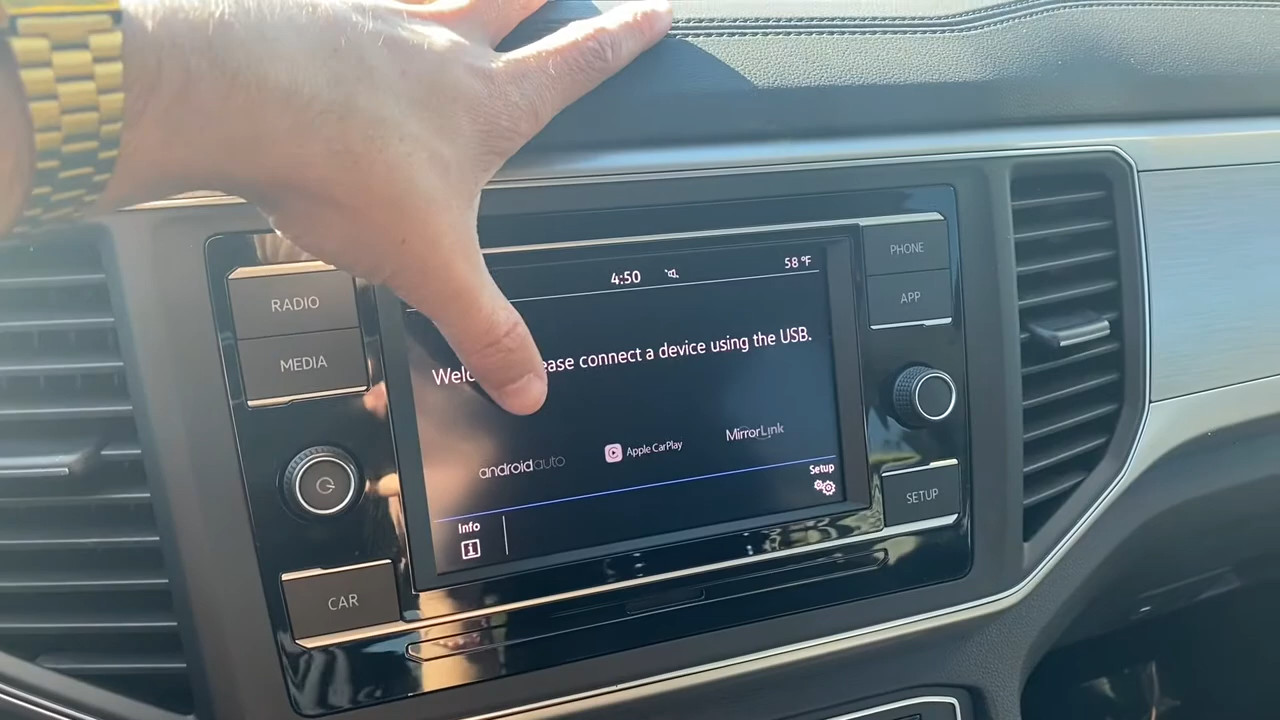 4:50
58 °F
PHONE
APP
RADIO
MEDIA
Welc ease connect a device using the USB.
androidauto
Apple CarPlay
MirrorLink
Setup
SETUP
Info
CAR